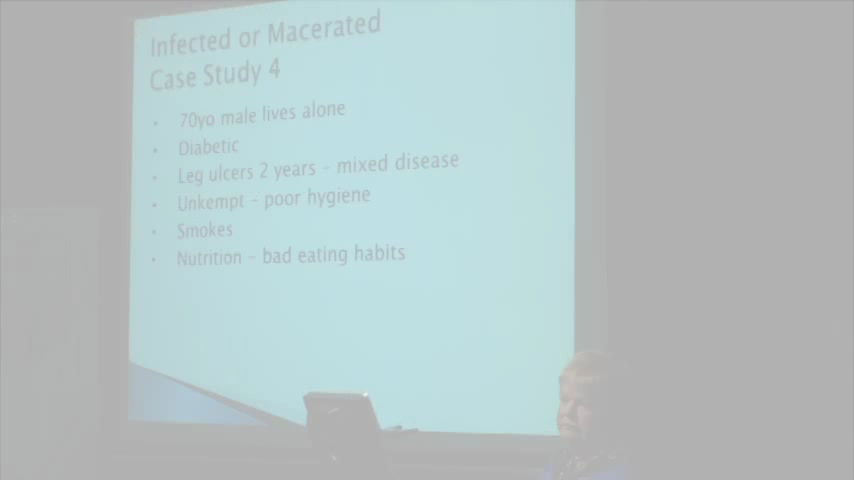 Infected or Macerated
Case Study 4
• 70yo male lives alone
• Diabetic
• Leg ulcers 2 years – mixed disease
• Unkempt – poor hygiene
• Smokes
• Nutrition – bad eating habits